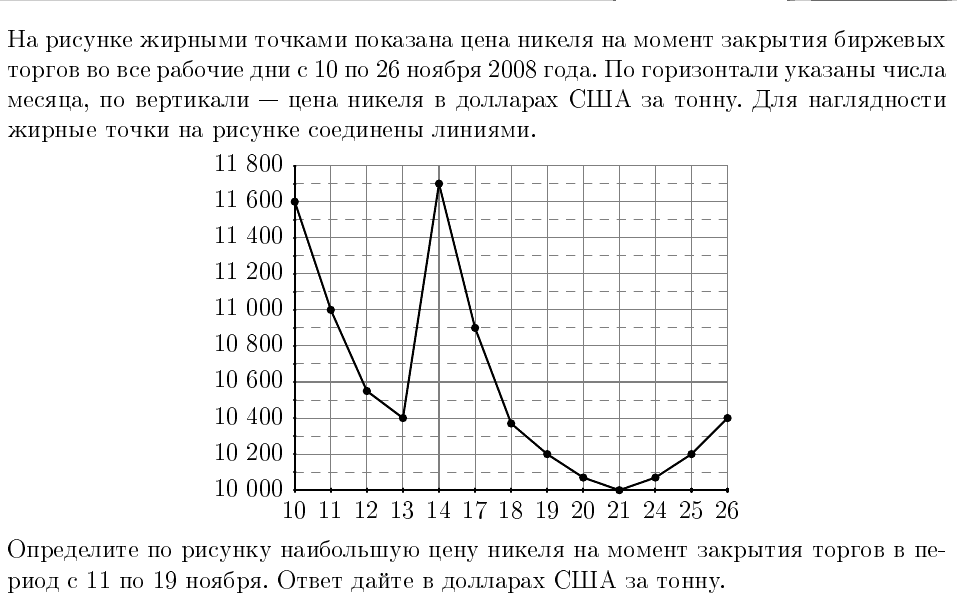 На рисунке жирными точками показана цена никеля на момент закрытия биржевых
торгов во все рабочие дни с 10 по 26 ноября 2008 года. По горизонтали указаны числа
месяца, по вертикали — цена никеля в долларах США за тонну. Для наглядности
жирные точки на рисунке соединены линиями.
11 800
11 600
11 400
11 200
11 000
10 800
10 600
10 400
10 200
10 000
10 11 12 13 14 17 18 19 20 21 24 25 26
Определите по рисунку наибольшую цену никеля на момент закрытия торгов в пе-
риод с 11 по 19 ноября. Ответ дайте в долларах США за тонну.